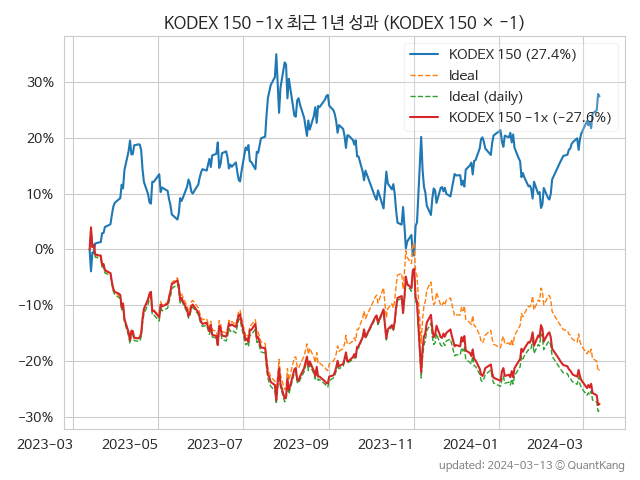 KODEX 150 -1x 최근 1년 성과 (KODEX 150 × -1)
KODEX 150 (27.4%)
Ideal
Ideal (daily)
KODEX 150 -1x (-27.6%)
30%
20%
10%
0%
-10%
-20%
-30%
2023-03 2023-05 2023-07 2023-09 2023-11 2024-01 2024-03
updated: 2024-03-13 © QuantKang